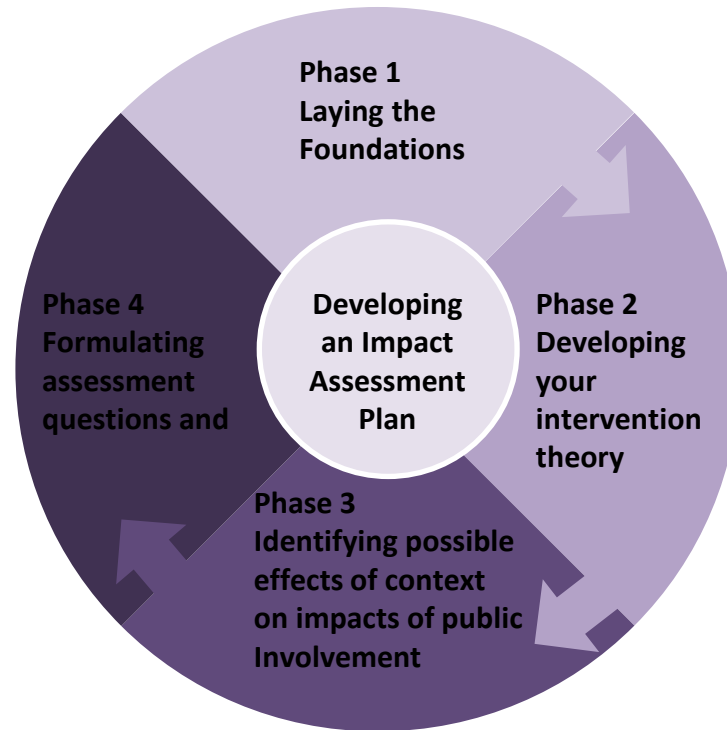 Phase 1
Laying the
Foundations
Phase 2
Developing
your
intervention
theory
Phase 3
Identifying possible
effects of context
on impacts of public
Involvement
Phase 4
Formulating
assessment
questions and
Developing
an Impact
Assessment
Plan